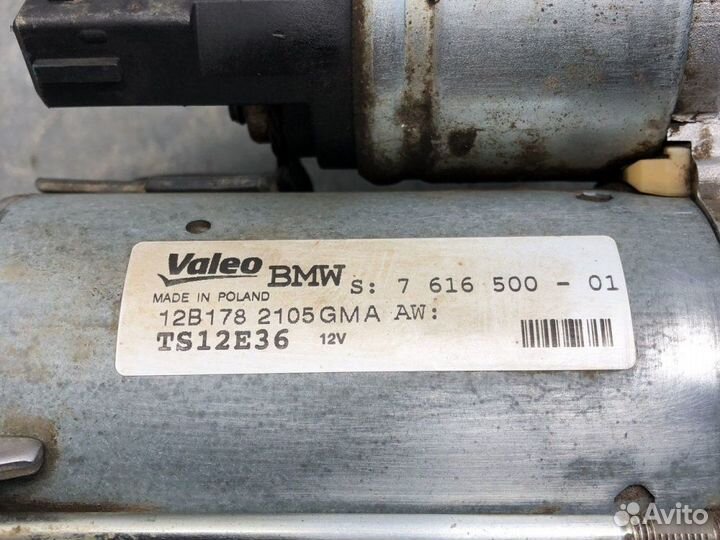 Valeo BMW S: 7 616 500 - 01
MADE IN POLAND
12B178 2105GMA AW:
TS12E36 12V
Avito